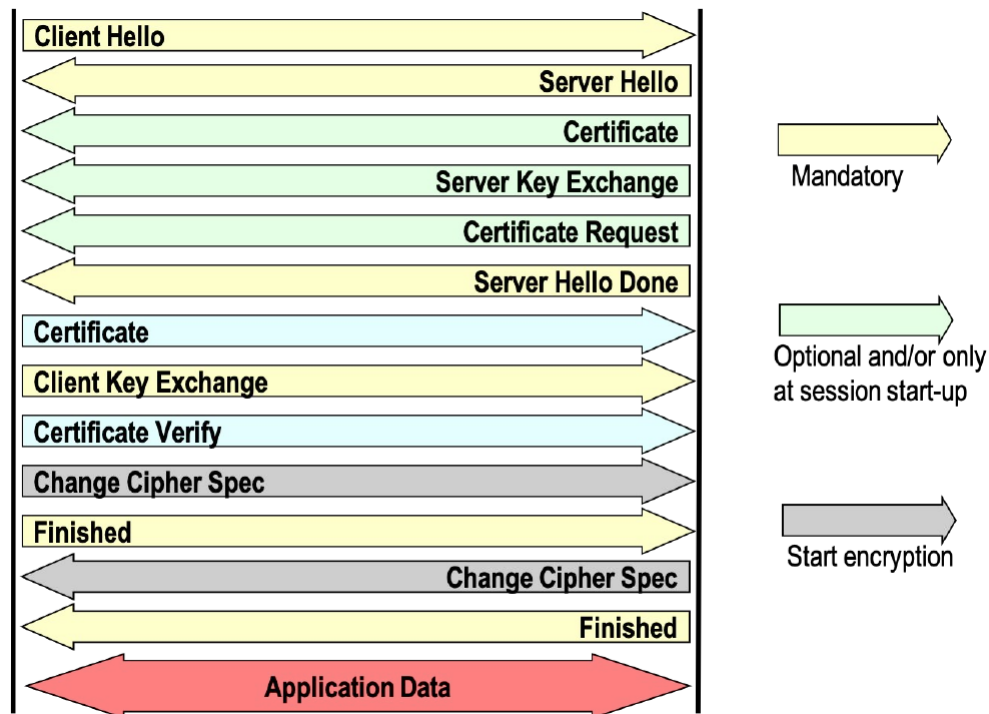 Client Hello
Server Hello
Certificate
Server Key Exchange
Certificate Request
Server Hello Done
Certificate
Client Key Exchange
Certificate Verify
Change Cipher Spec
Finished
Change Cipher Spec
Finished
Application Data
Mandatory
Optional and/or only
at session start-up
Start encryption